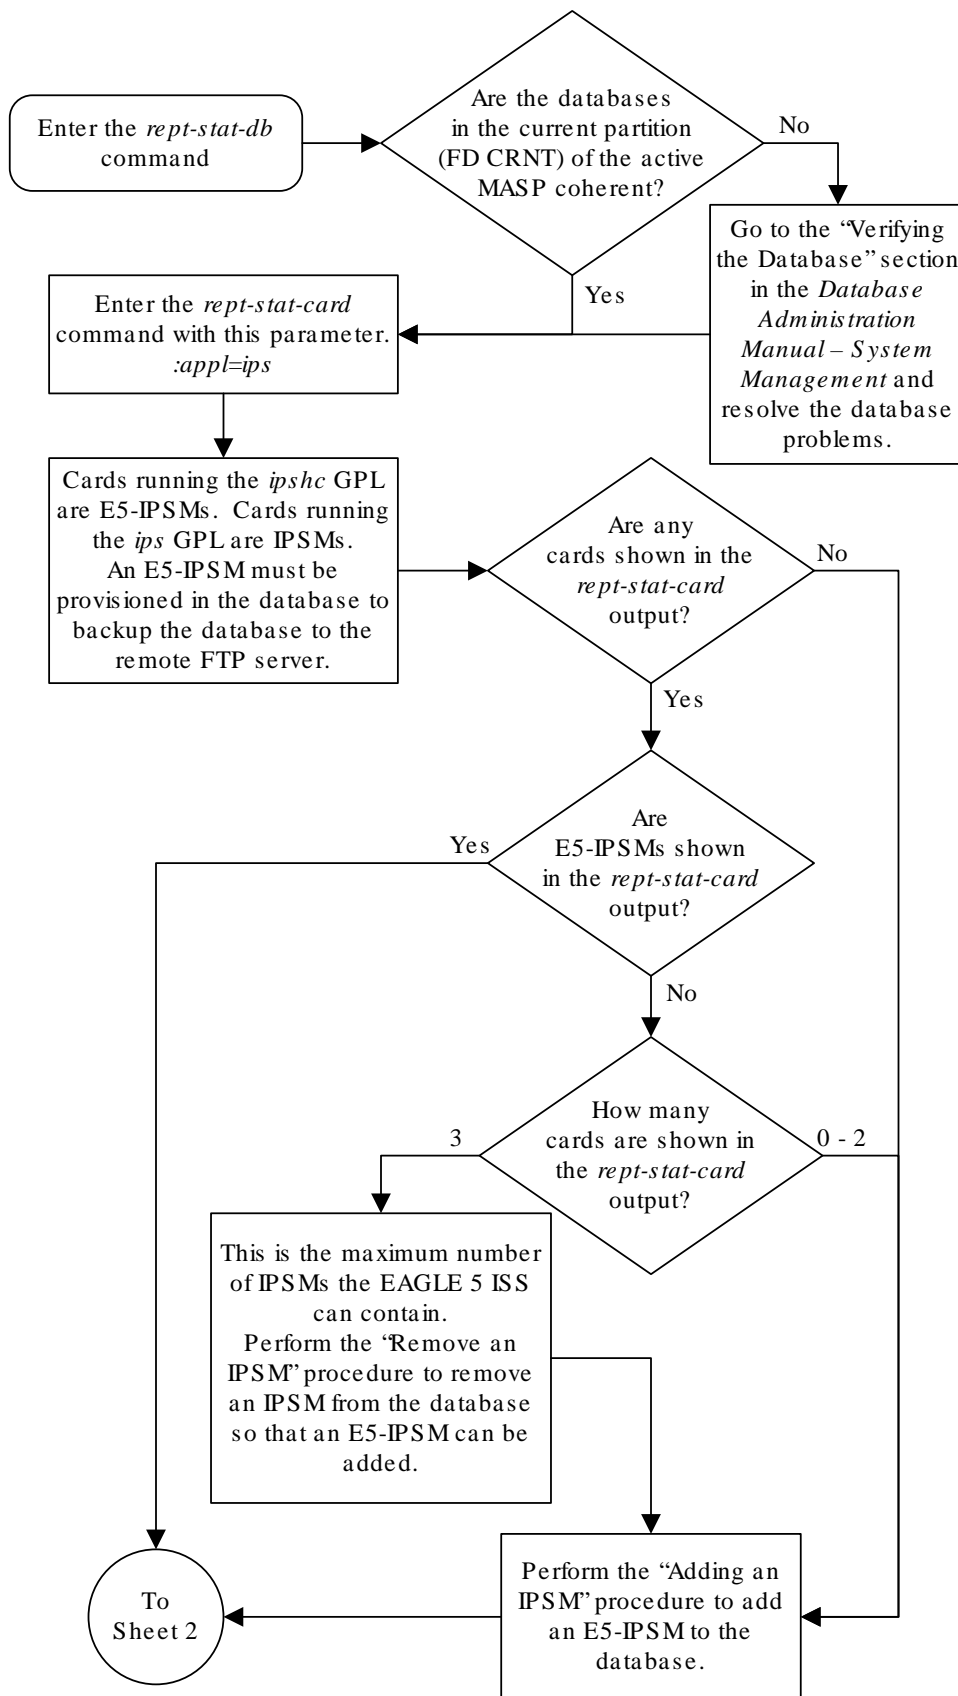 Enter the rept-stat-db
command
Are the databases
in the current partition
(FD CRNT) of the active
MASP coherent?
No
Yes
Go to the “Verifying
the Database” section
in the Database
Administration
Manual – System
Management and
resolve the database
problems.
Enter the rept-stat-card
command with this parameter.
:appl=ips
Cards running the ipshc GPL
are E5-IPSMs. Cards running
the ips GPL are IPSMs.
An E5-IPSM must be
provisioned in the database to
backup the database to the
remote FTP server.
Are any
cards shown in the
rept-stat-card
output?
No
Yes
Are
E5-IPSMs shown
in the rept-stat-card
output?
Yes
No
How many
cards are shown in
the rept-stat-card
output?
3
0 - 2
This is the maximum number
of IPSMs the EAGLE 5 ISS
can contain.
Perform the “Remove an
IPSM” procedure to remove
an IPSM from the database
so that an E5-IPSM can be
added.
Perform the “Adding an
IPSM” procedure to add
an E5-IPSM to the
database.
To
Sheet 2